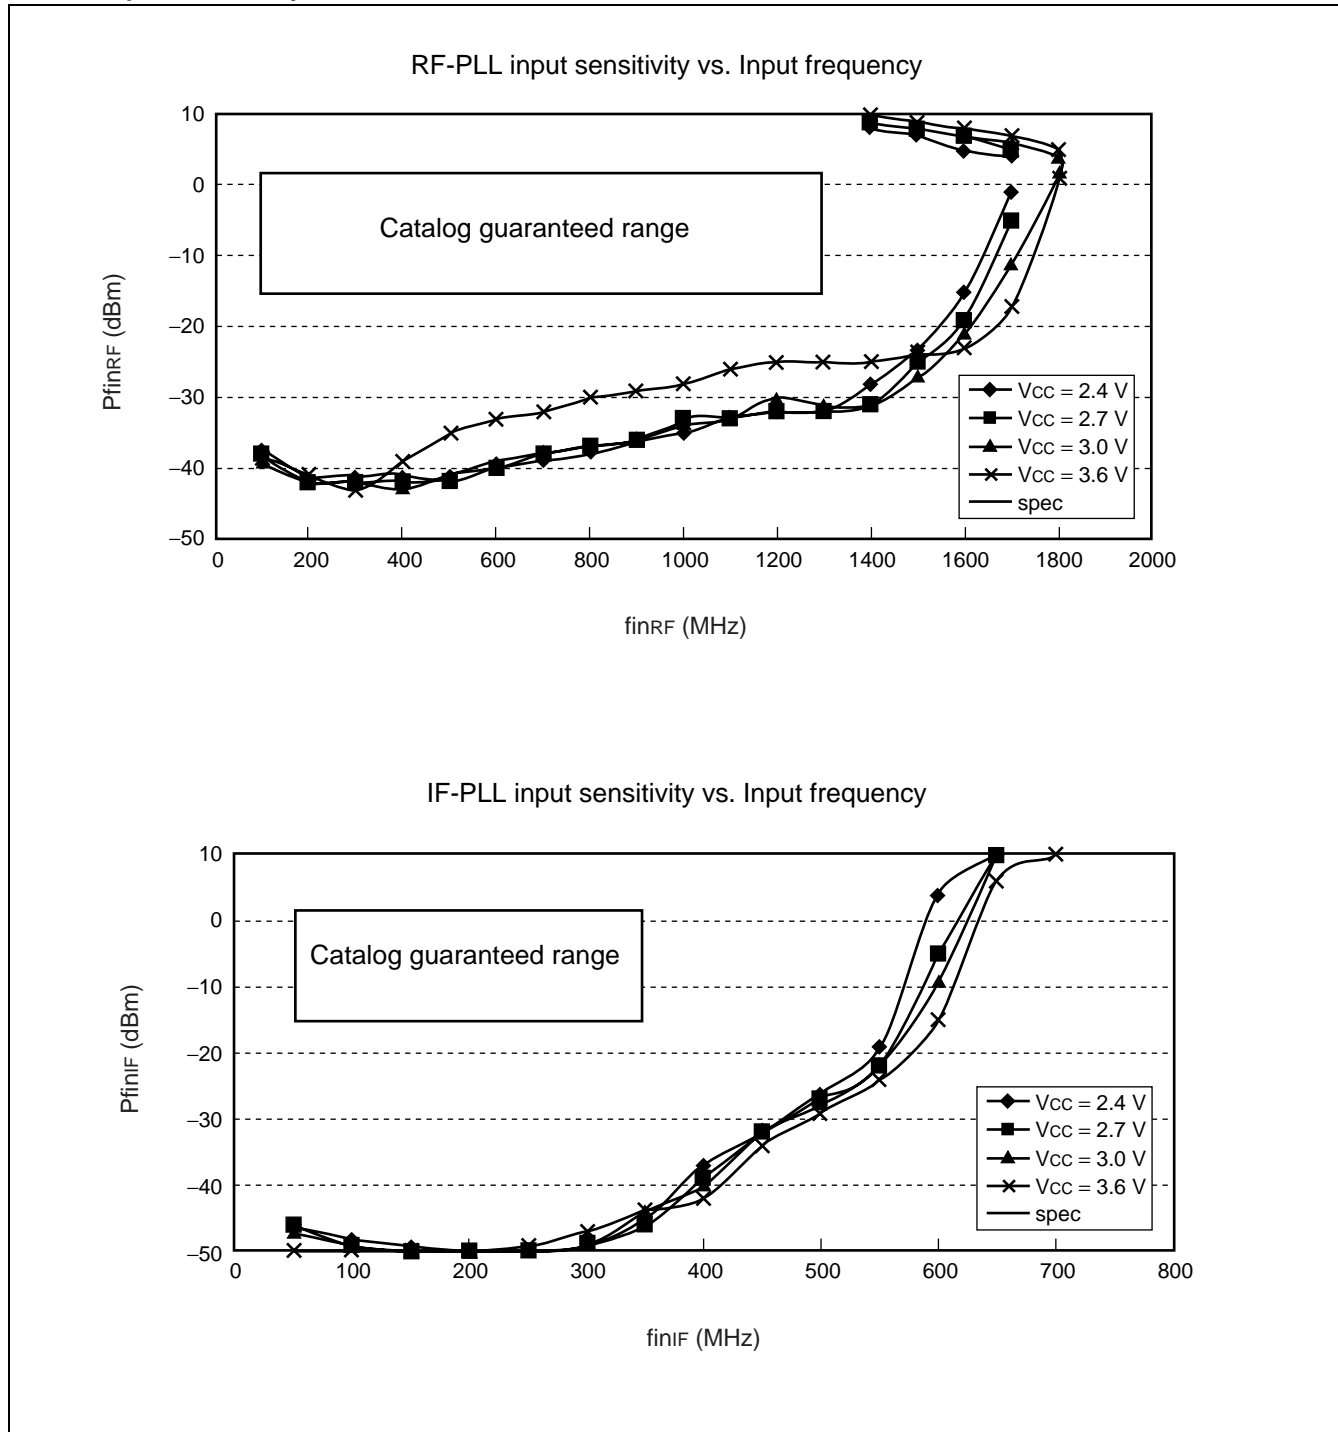 RF-PLL input sensitivity vs. Input frequency
10
0
–10
–20
–30
–40
–50
PfinRF (dBm)
Catalog guaranteed range
VCC = 2.4 V
VCC = 2.7 V
VCC = 3.0 V
VCC = 3.6 V
spec
0 200 400 600 800 1000 1200 1400 1600 1800 2000
finRF (MHz)
IF-PLL input sensitivity vs. Input frequency
10
0
–10
–20
–30
–40
–50
PfinIF (dBm)
Catalog guaranteed range
VCC = 2.4 V
VCC = 2.7 V
VCC = 3.0 V
VCC = 3.6 V
spec
0 100 200 300 400 500 600 700 800
finIF (MHz)